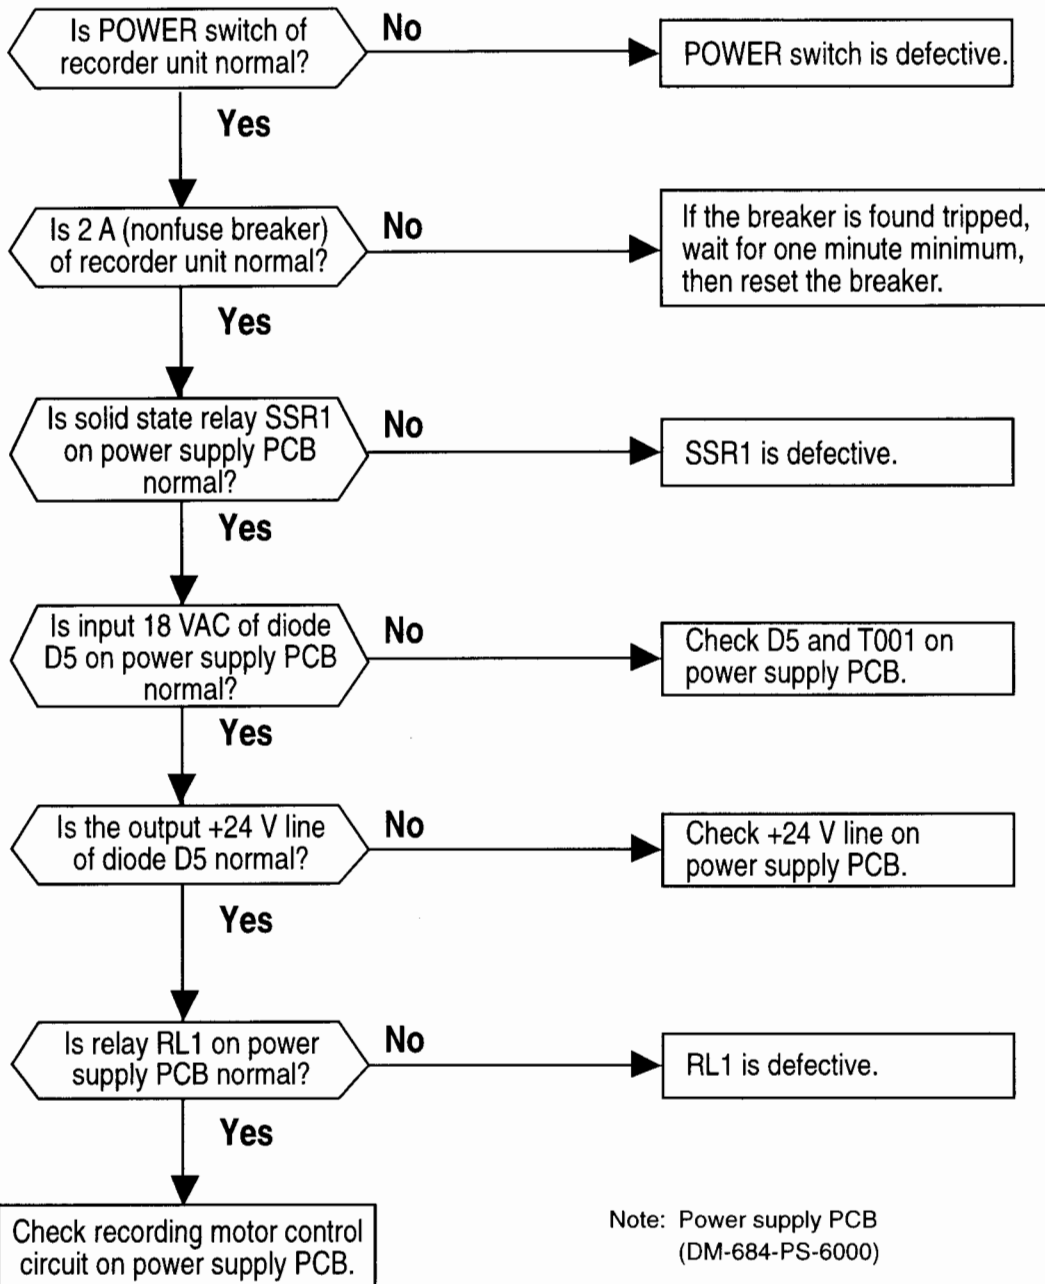 Is POWER switch of
recorder unit normal?
No
POWER switch is defective.
Yes
Is 2 A (nonfuse breaker)
of recorder unit normal?
No
If the breaker is found tripped,
wait for one minute minimum,
then reset the breaker.
Yes
Is solid state relay SSR1
on power supply PCB
normal?
No
SSR1 is defective.
Yes
Is input 18 VAC of diode
D5 on power supply PCB
normal?
No
Check D5 and T001 on
power supply PCB.
Yes
Is the output +24 V line
of diode D5 normal?
No
Check +24 V line on
power supply PCB.
Yes
Is relay RL1 on power
supply PCB normal?
No
RL1 is defective.
Yes
Check recording motor control
circuit on power supply PCB.
Note: Power supply PCB
(DM-684-PS-6000)